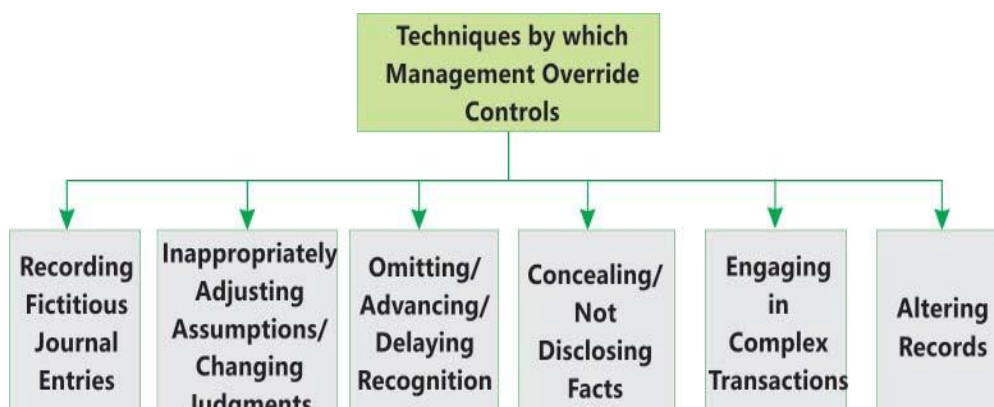 Techniques by which
Management Override
Controls
Recording
Fictitious
Journal
Entries
Inappropriately
Adjusting
Assumptions/
Changing
Judgments
Omitting/
Advancing/
Delaying
Recognition
Concealing/
Not
Disclosing
Facts
Engaging
in
Complex
Transactions
Altering
Records